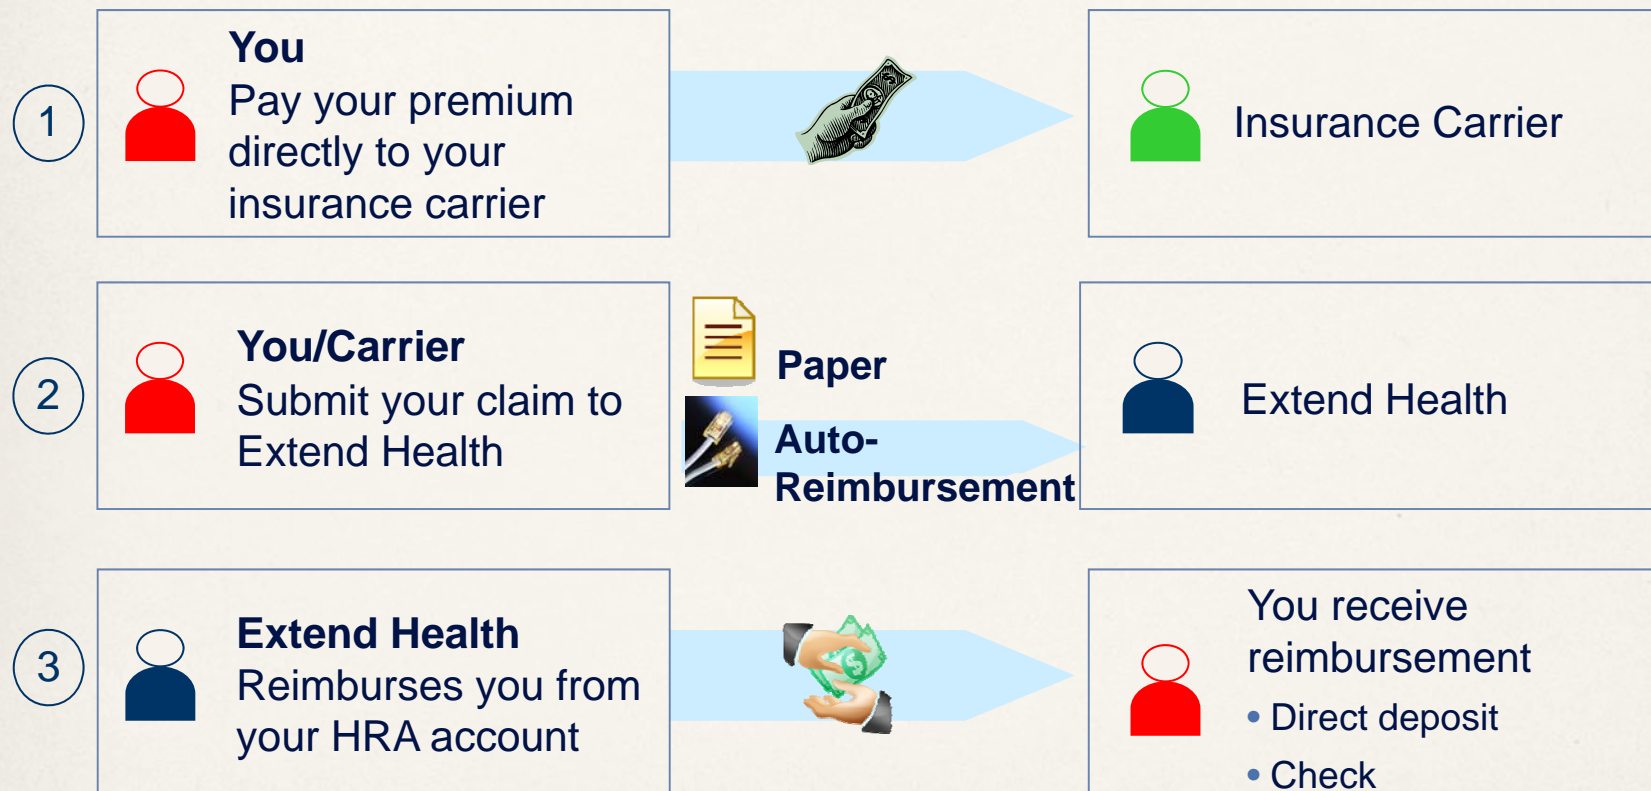 1
You
Pay your premium
directly to your
insurance carrier
Insurance Carrier
2
You/Carrier
Submit your claim to
Extend Health
Paper
Auto-
Reimbursement
Extend Health
3
Extend Health
Reimburses you from
your HRA account
You receive
reimbursement
• Direct deposit
• Check